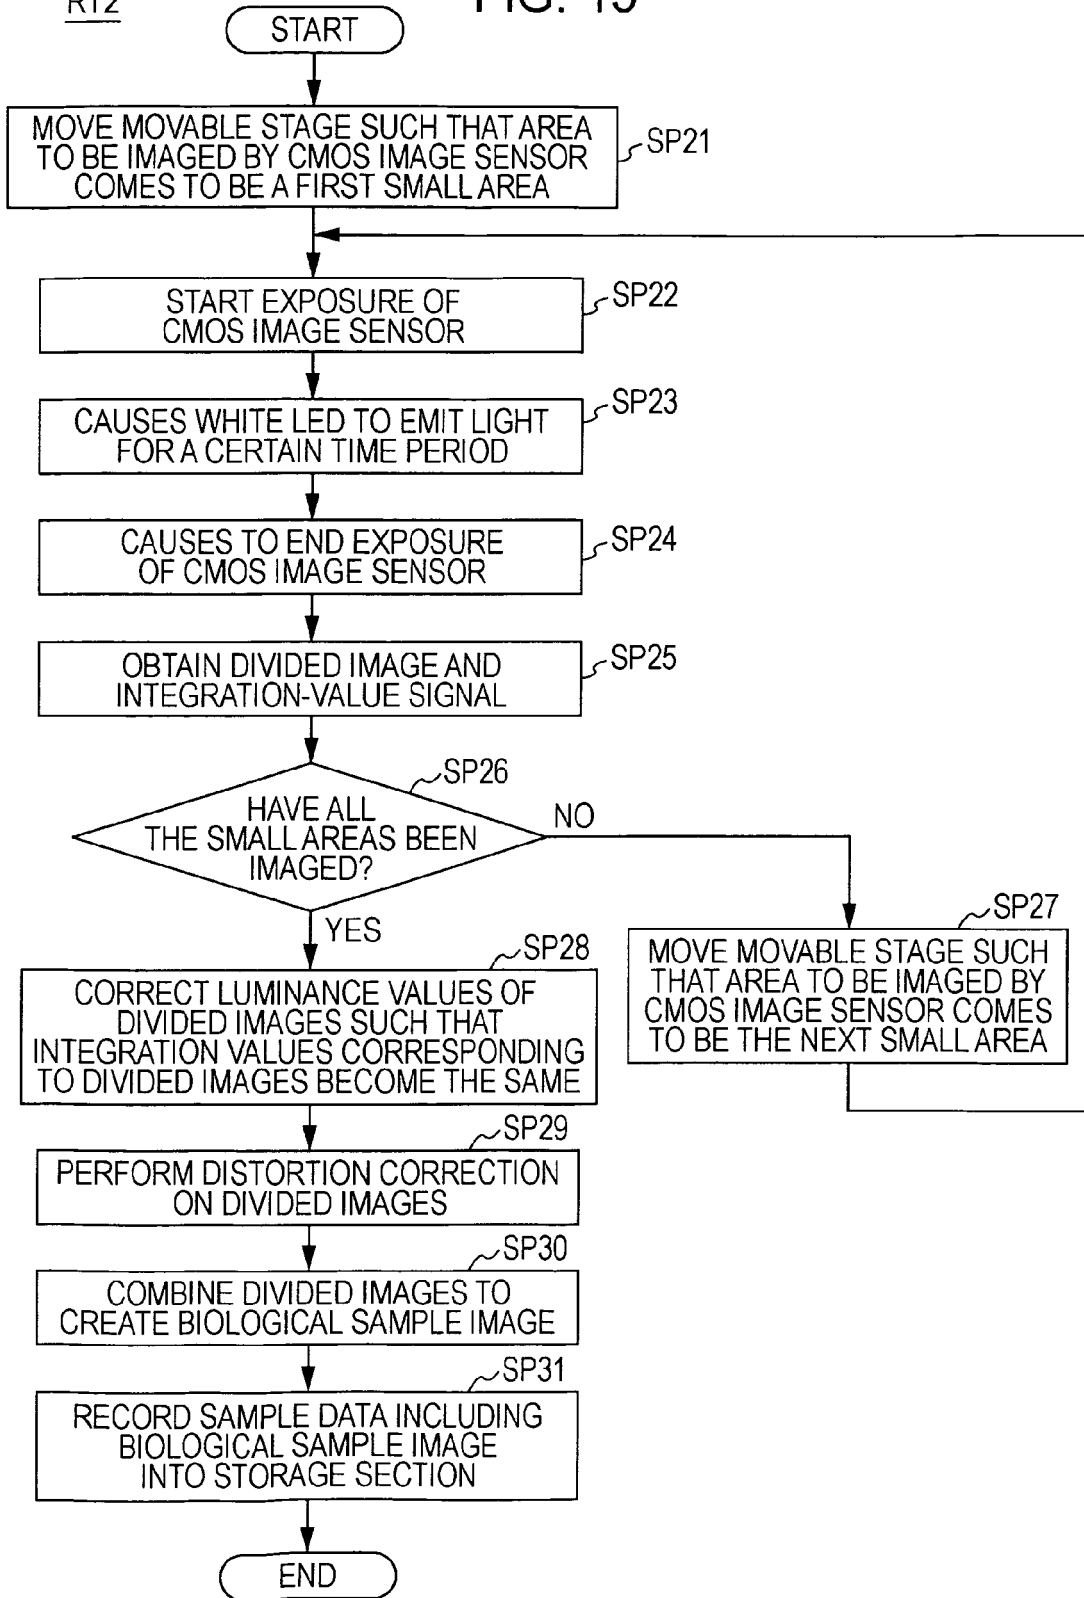 RT2
FIG. 15
START
MOVE MOVABLE STAGE SUCH THAT AREA
TO BE IMAGED BY CMOS IMAGE SENSOR
COMES TO BE A FIRST SMALL AREA
SP21
START EXPOSURE OF
CMOS IMAGE SENSOR
SP22
CAUSES WHITE LED TO EMIT LIGHT
FOR A CERTAIN TIME PERIOD
SP23
CAUSES TO END EXPOSURE
OF CMOS IMAGE SENSOR
SP24
OBTAIN DIVIDED IMAGE AND
INTEGRATION-VALUE SIGNAL
SP25
SP26
HAVE ALL
THE SMALL AREAS BEEN
IMAGED?
NO
YES
SP27
MOVE MOVABLE STAGE SUCH
THAT AREA TO BE IMAGED BY
CMOS IMAGE SENSOR COMES
TO BE THE NEXT SMALL AREA
SP28
CORRECT LUMINANCE VALUES OF
DIVIDED IMAGES SUCH THAT
INTEGRATION VALUES CORRESPONDING
TO DIVIDED IMAGES BECOME THE SAME
SP29
PERFORM DISTORTION CORRECTION
ON DIVIDED IMAGES
SP30
COMBINE DIVIDED IMAGES TO
CREATE BIOLOGICAL SAMPLE IMAGE
SP31
RECORD SAMPLE DATA INCLUDING
BIOLOGICAL SAMPLE IMAGE
INTO STORAGE SECTION
END